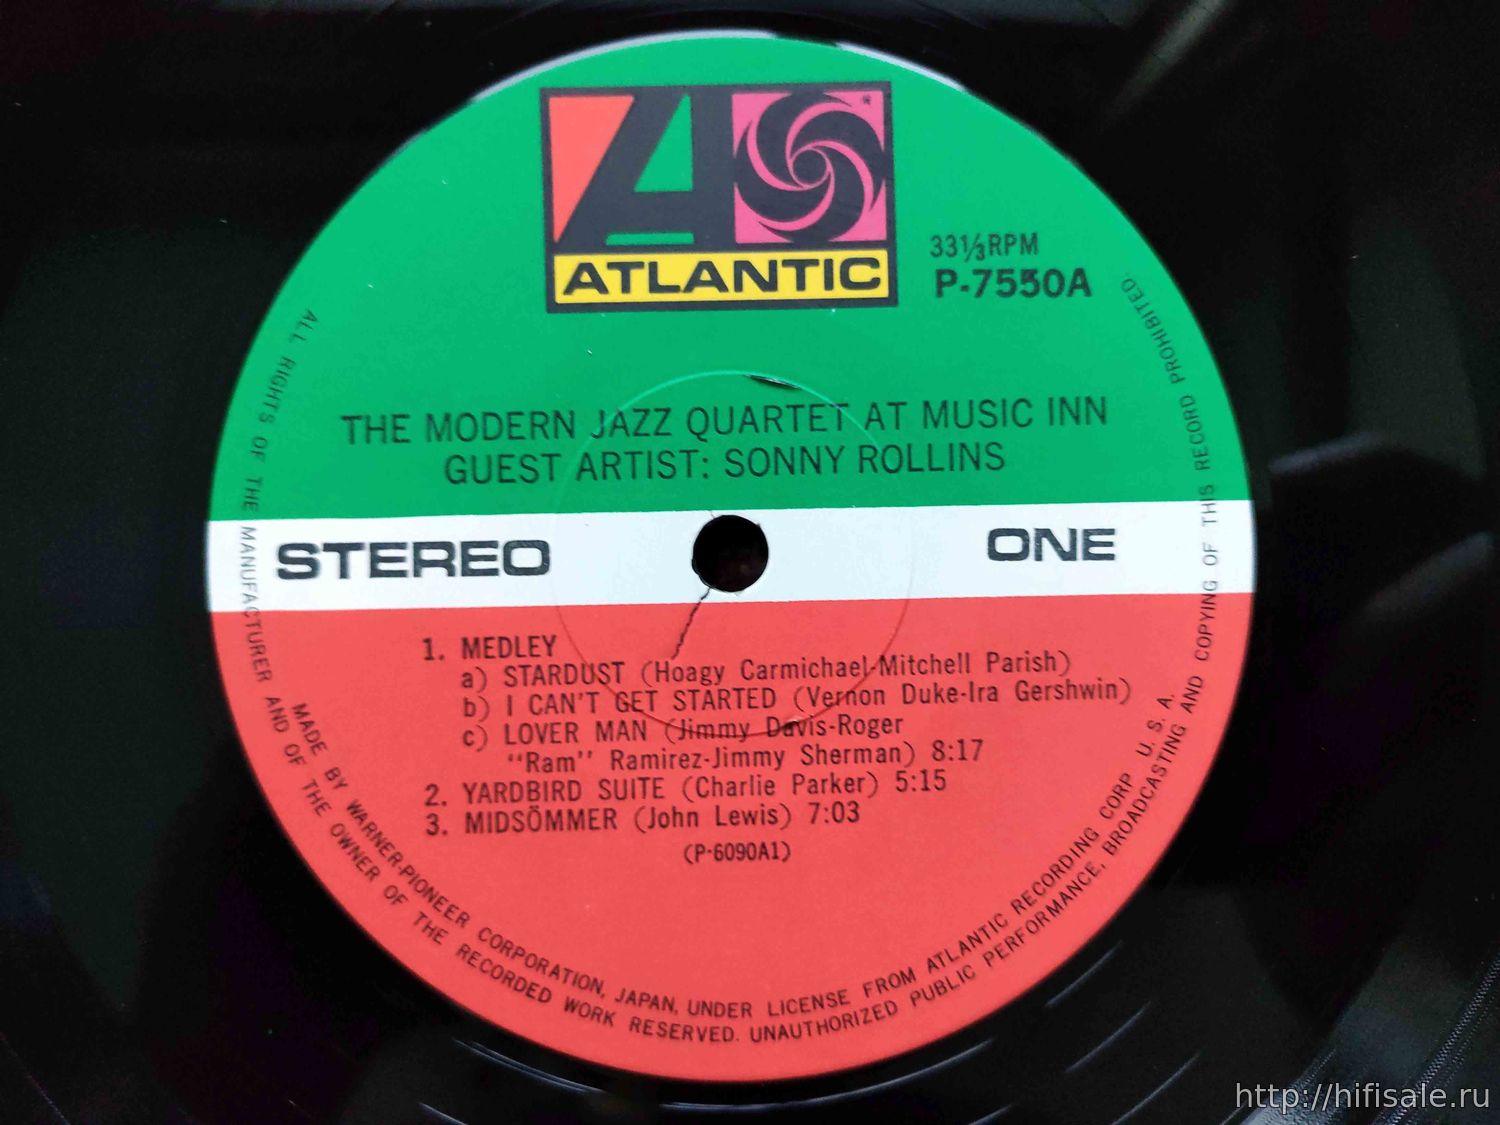 ATLANTIC
33⅓RPM
P-7550A
THE MODERN JAZZ QUARTET AT MUSIC INN
GUEST ARTIST: SONNY ROLLINS
STEREO
ONE
1. MEDLEY
a) STARDUST (Hoagy Carmichael-Mitchell Parish)
b) I CAN'T GET STARTED (Vernon Duke-Ira Gershwin)
c) LOVER MAN (Jimmy Davis-Roger
"Ram" Ramirez-Jimmy Sherman) 8:17
2. YARDBIRD SUITE (Charlie Parker) 5:15
3. MIDSÖMMER (John Lewis) 7:03
(P-6090A1)
MADE BY WARNER-PIONEER CORPORATION, JAPAN, UNDER LICENSE FROM ATLANTIC RECORDING CORP. U. S. A.
ALL RIGHTS OF THE MANUFACTURER AND OF THE OWNER OF THE RECORDED WORK RESERVED. UNAUTHORIZED PUBLIC PERFORMANCE, BROADCASTING AND COPYING OF THIS RECORD PROHIBITED.
http://hifisale.ru